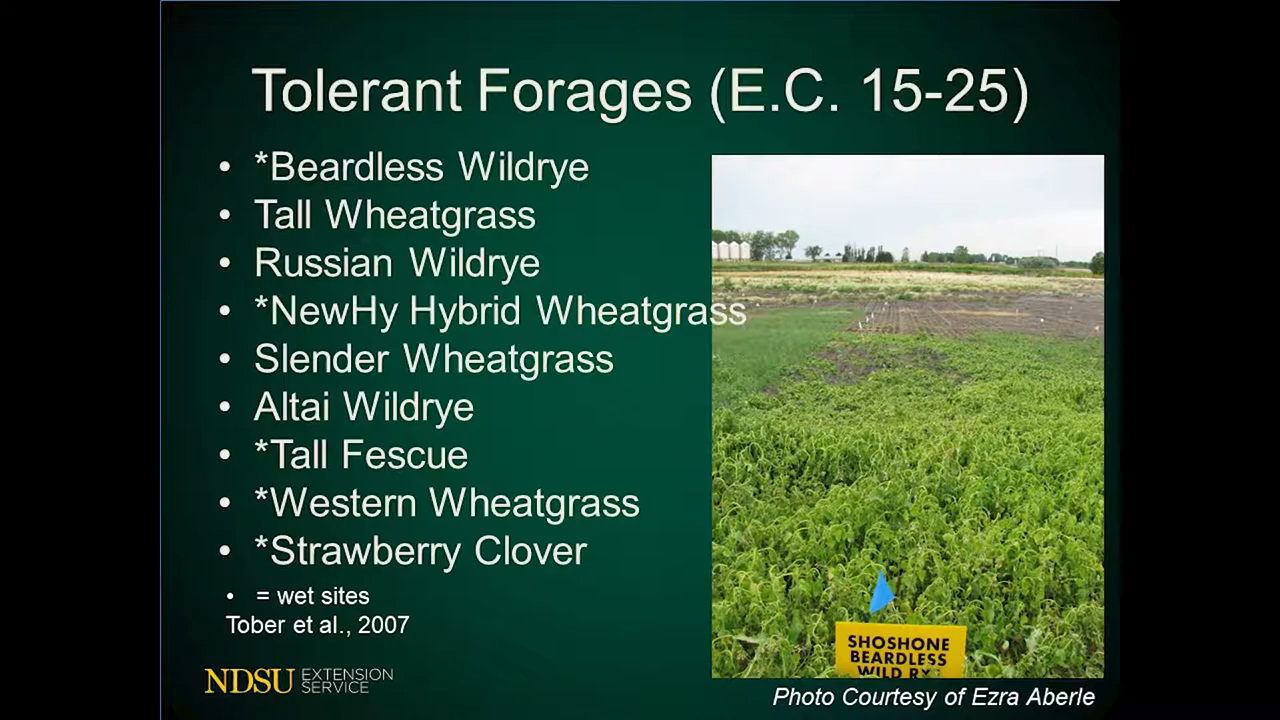 Tolerant Forages (E.C. 15-25)
• *Beardless Wildrye
• Tall Wheatgrass
• Russian Wildrye
• *NewHy Hybrid Wheatgrass
• Slender Wheatgrass
• Altai Wildrye
• *Tall Fescue
• *Western Wheatgrass
• *Strawberry Clover
• = wet sites
Tober et al., 2007
NDSU EXTENSION
SERVICE
SHOSHONE
BEARDLESS
WILD RY
Photo Courtesy of Ezra Aberle